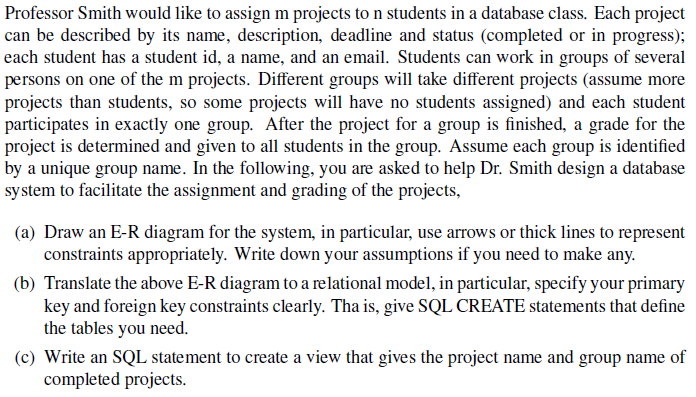 Professor Smith would like to assign m projects to n students in a database class. Each project
can be described by its name, description, deadline and status (completed or in progress);
each student has a student id, a name, and an email. Students can work in groups of several
persons on one of the m projects. Different groups will take different projects (assume more
projects than students, so some projects will have no students assigned) and each student
participates in exactly one group. After the project for a group is finished, a grade for the
project is determined and given to all students in the group. Assume each group is identified
by a unique group name. In the following, you are asked to help Dr. Smith design a database
system to facilitate the assignment and grading of the projects,
(a) Draw an E-R diagram for the system, in particular, use arrows or thick lines to represent
constraints appropriately. Write down your assumptions if you need to make any.
(b) Translate the above E-R diagram to a relational model, in particular, specify your primary
key and foreign key constraints clearly. Tha is, give SQL CREATE statements that define
the tables you need.
(c) Write an SQL statement to create a view that gives the project name and group name of
completed projects.